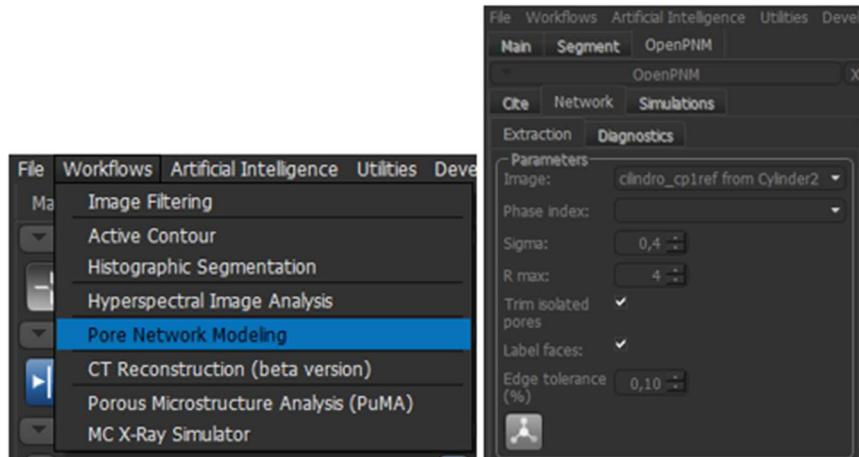 File Workflows Artificial Intelligence Utilities Deve
Ma
Image Filtering
Active Contour
Histographic Segmentation
Hyperspectral Image Analysis
Pore Network Modeling
CT Reconstruction (beta version)
Porous Microstructure Analysis (PuMA)
MC X-Ray Simulator
File Workflows Artificial Intelligence Utilities Deve
Main Segment OpenPNM
OpenPNM X
Cite Network Simulations
Extraction Diagnostics
Parameters
Image: cilindro_cp1ref from Cylinder2
Phase index:
Sigma: 0,4
R max: 4
Trim isolated
pores
Label faces:
Edge tolerance 0,10
(%)